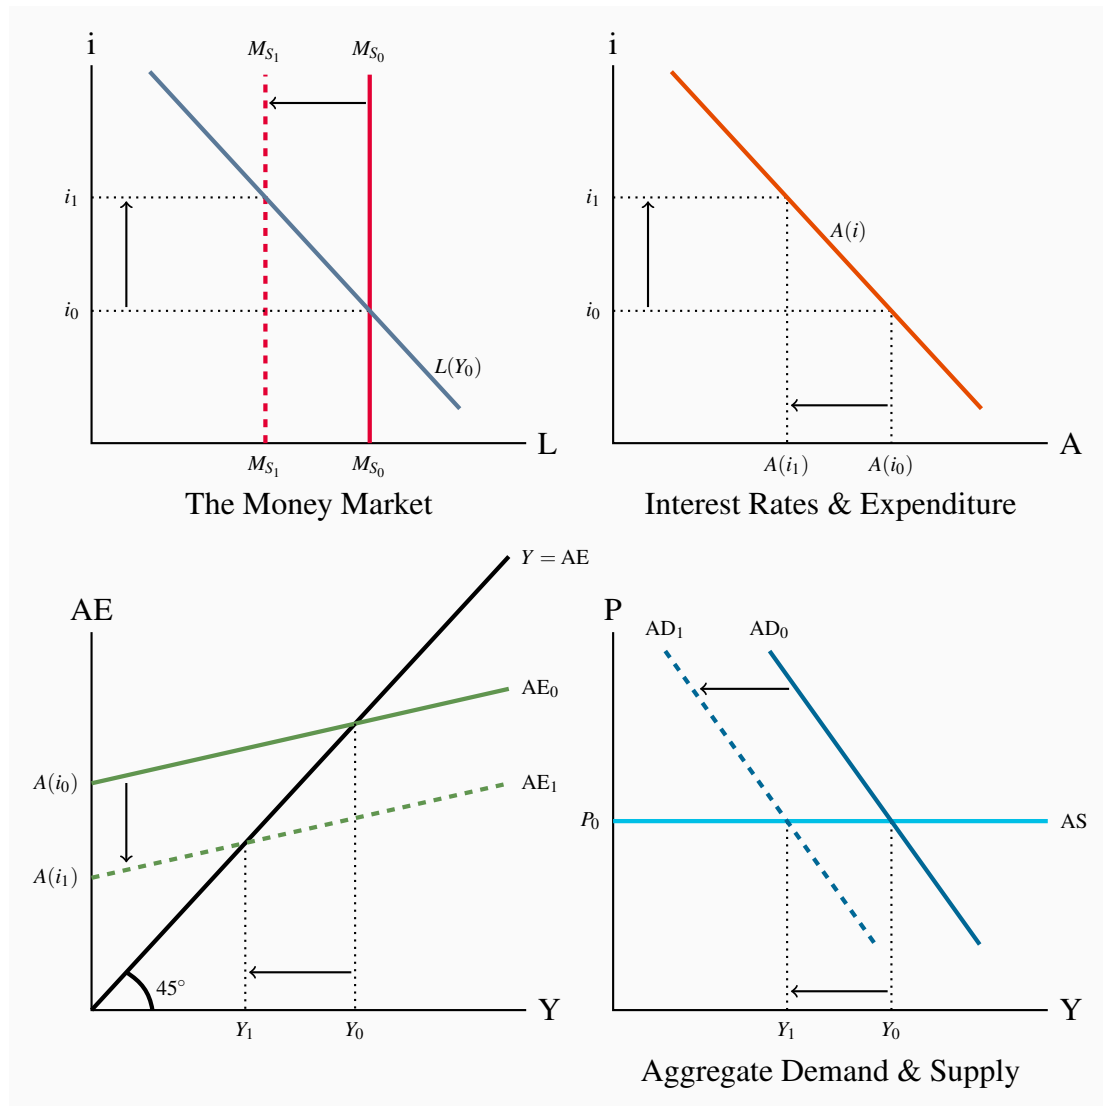 i
M_{S_1}
M_{S_0}
i_1
i_0
L(Y_0)
L
M_{S_1}
M_{S_0}
The Money Market
i
i_1
A(i)
i_0
A
A(i_1)
A(i_0)
Interest Rates & Expenditure
Y = AE
AE
AE_0
A(i_0)
AE_1
A(i_1)
45°
Y
Y_1
Y_0
P
AD_1
AD_0
P_0
AS
Y
Y_1
Y_0
Aggregate Demand & Supply